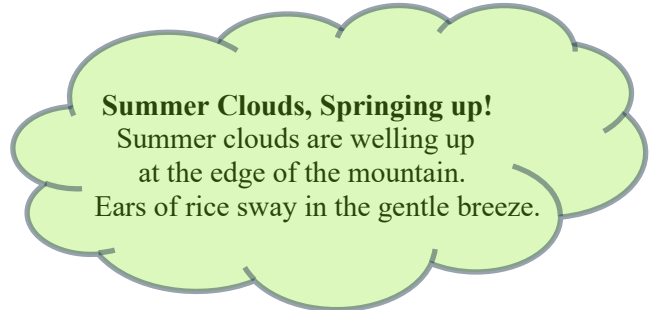 Summer Clouds, Springing up!
Summer clouds are welling up
at the edge of the mountain.
Ears of rice sway in the gentle breeze.